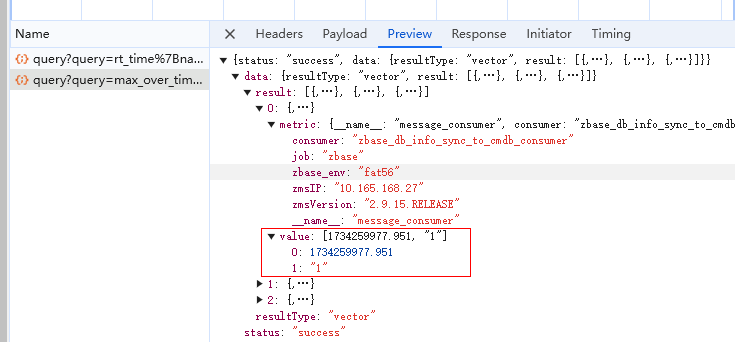 Name
Headers Payload Preview Response Initiator Timing
query?query=rt_time%7Bna...
query?query=max_over_tim...
▼{status: "success", data: {resultType: "vector", result: [{,…}, {,…}, {,…}]}}
▼data: {resultType: "vector", result: [{,…}, {,…}, {,…}]}
▼result: [{,…}, {,…}, {,…}]
▼0: {,…}
▼metric: {__name__: "message_consumer", consumer: "zbase_db_info_sync_to_cmdb
consumer: "zbase_db_info_sync_to_cmdb_consumer"
job: "zbase"
zbase_env: "fat56"
zmsIP: "10.165.168.27"
zmsVersion: "2.9.15.RELEASE"
__name__: "message_consumer"
▼value: [1734259977.951, "1"]
0: 1734259977.951
1: "1"
▶1: {,…}
▶2: {,…}
resultType: "vector"
status: "success"